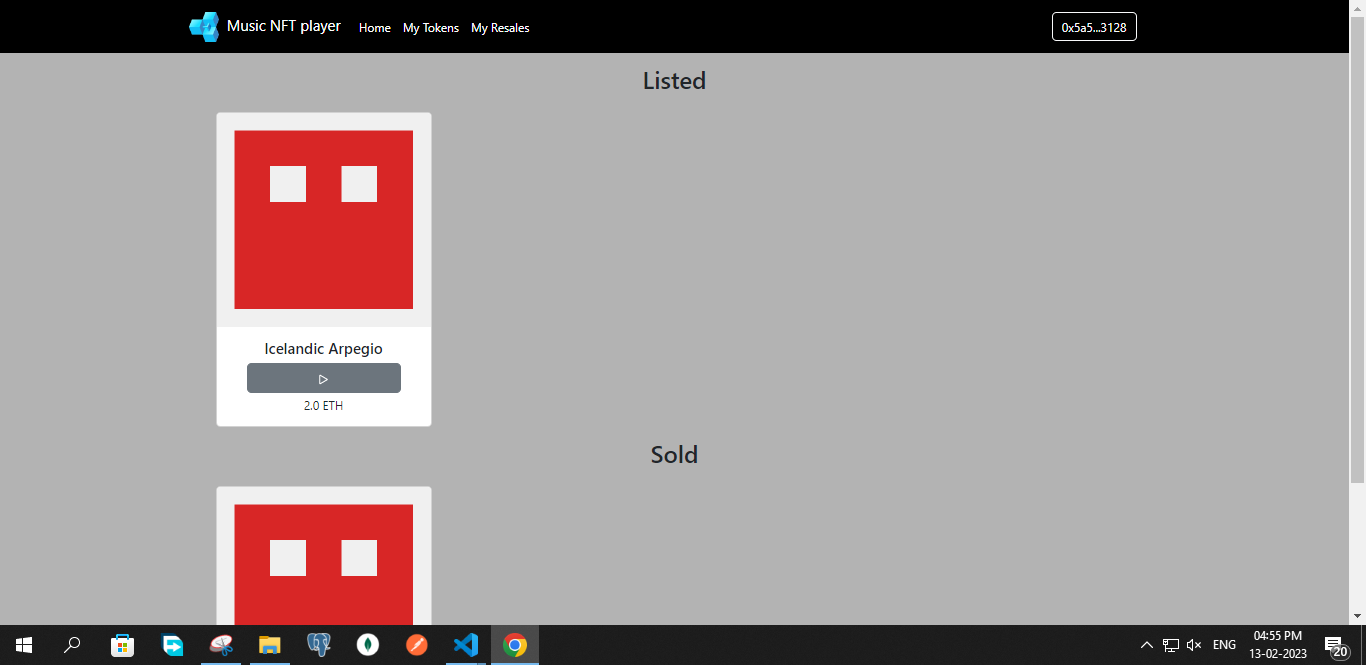 Music NFT player Home My Tokens My Resales 0x5a5...3128
Listed
Icelandic Arpegio
2.0 ETH
Sold
ENG
04:55 PM
13-02-2023
20